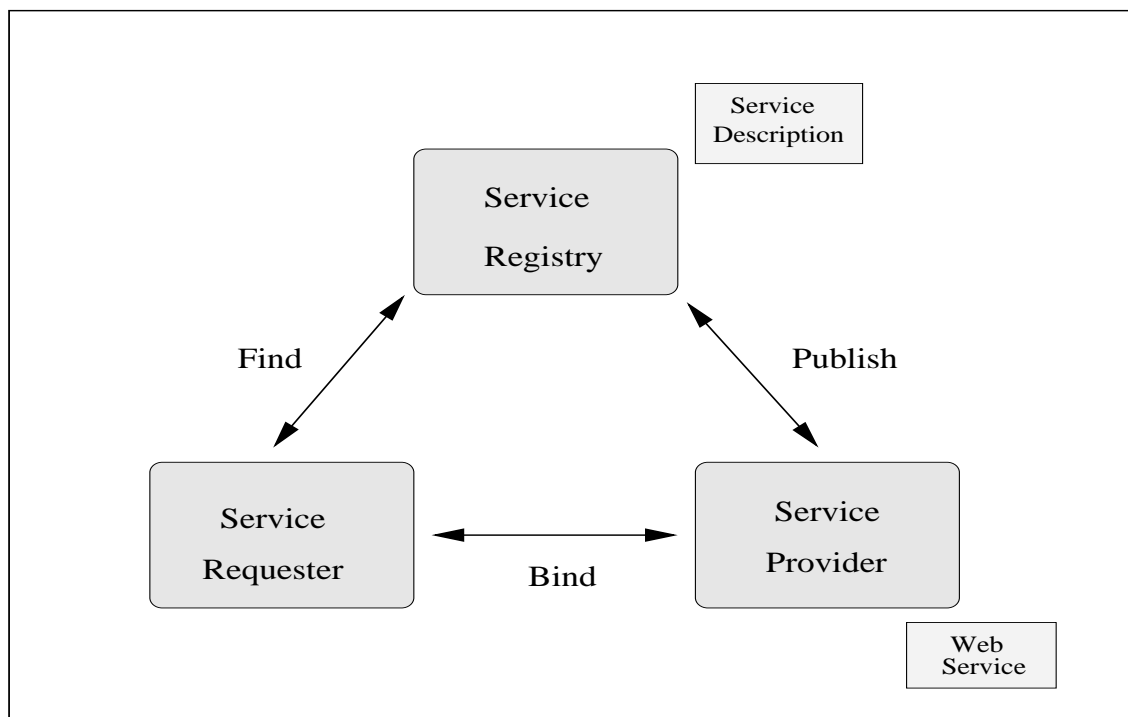 Service
Description
Service
Registry
Find
Publish
Service
Requester
Bind
Service
Provider
Web
Service